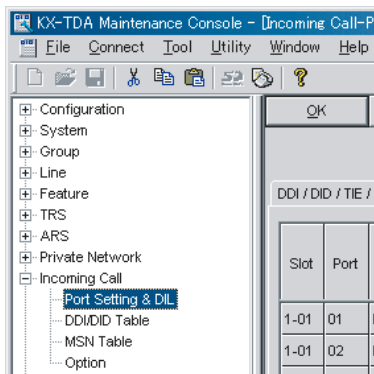 KX-TDA Maintenance Console - [Incoming Call-P
File Connect Tool Utility Window Help
Configuration
System
Group
Line
Feature
TRS
ARS
Private Network
Incoming Call
Port Setting & DIL
DDI/DID Table
MSN Table
Option
OK
DDI / DID / TIE /
Slot Port
1-01 01
1-01 02